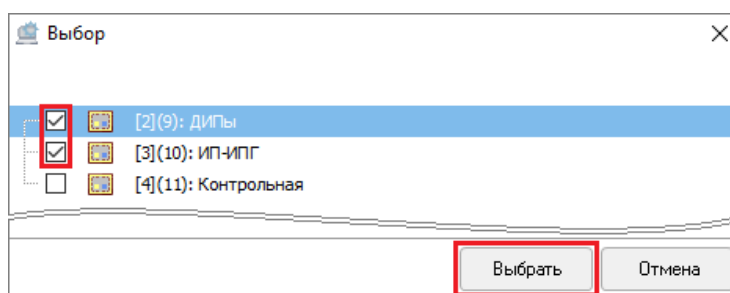 Выбор
[2](9): ДИПы
[3](10): ИП-ИПГ
[4](11): Контрольная
Выбрать Отмена